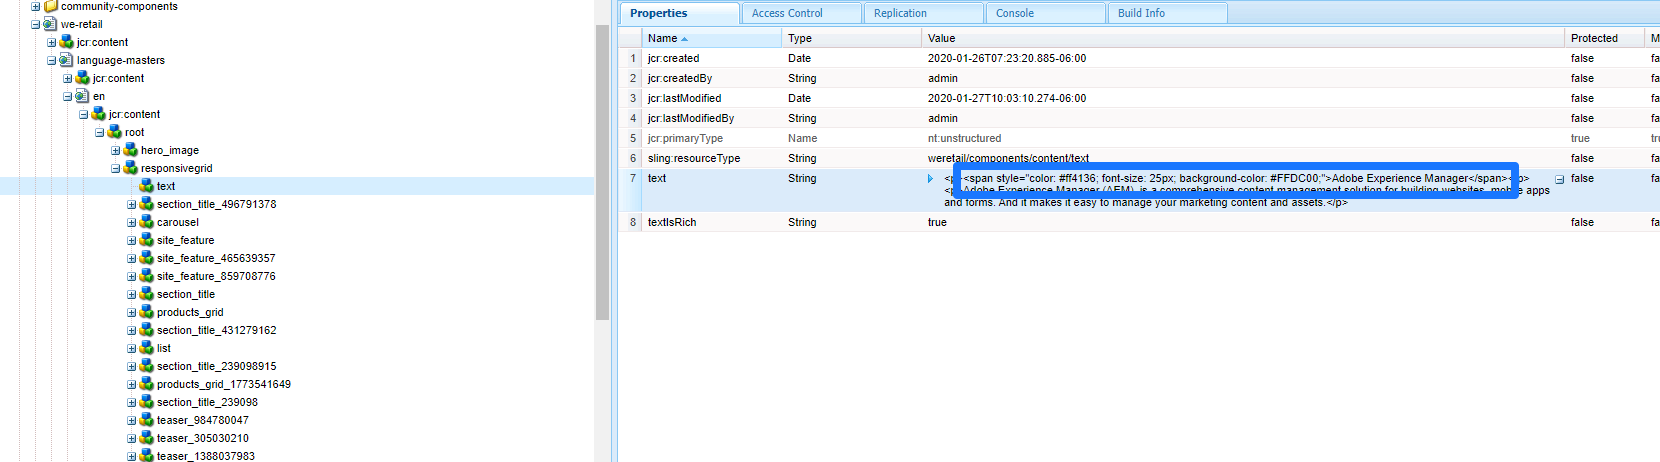 community-components
we-retail
jcr:content
language-masters
jcr:content
en
jcr:content
root
hero_image
responsivegrid
text
section_title_496791378
carousel
site_feature
site_feature_465639357
site_feature_859708776
section_title
products_grid
section_title_431279162
list
section_title_239098915
products_grid_1773541649
section_title_239098
teaser_984780047
teaser_305030210
teaser_1388037983
Properties Access Control Replication Console Build Info
Name Type Value Protected M
1 jcr:created Date 2020-01-26T07:23:20.885-06:00 false fa
2 jcr:createdBy String admin false fa
3 jcr:lastModified Date 2020-01-27T10:03:10.274-06:00 false fa
4 jcr:lastModifiedBy String admin false fa
5 jcr:primaryType Name nt:unstructured true fa
6 sling:resourceType String weretail/components/content/text false fa
7 text String <p><span style="color: #ff4136; font-size: 25px; background-color: #FFDC00;">Adobe Experience Manager</span></p> false fa
<p>Adobe Experience Manager (AEM), is a comprehensive content management solution for building websites, mobile apps
and forms. And it makes it easy to manage your marketing content and assets.</p>
8 textIsRich String true false fa